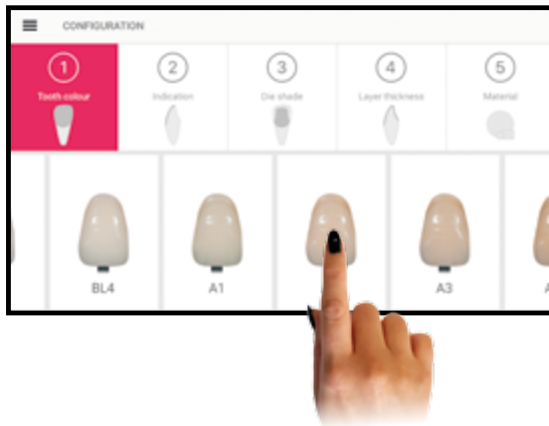 CONFIGURATION
1 2 3 4 5
Tooth colour Indication Die shade Layer thickness Material
BL4 A1 A3